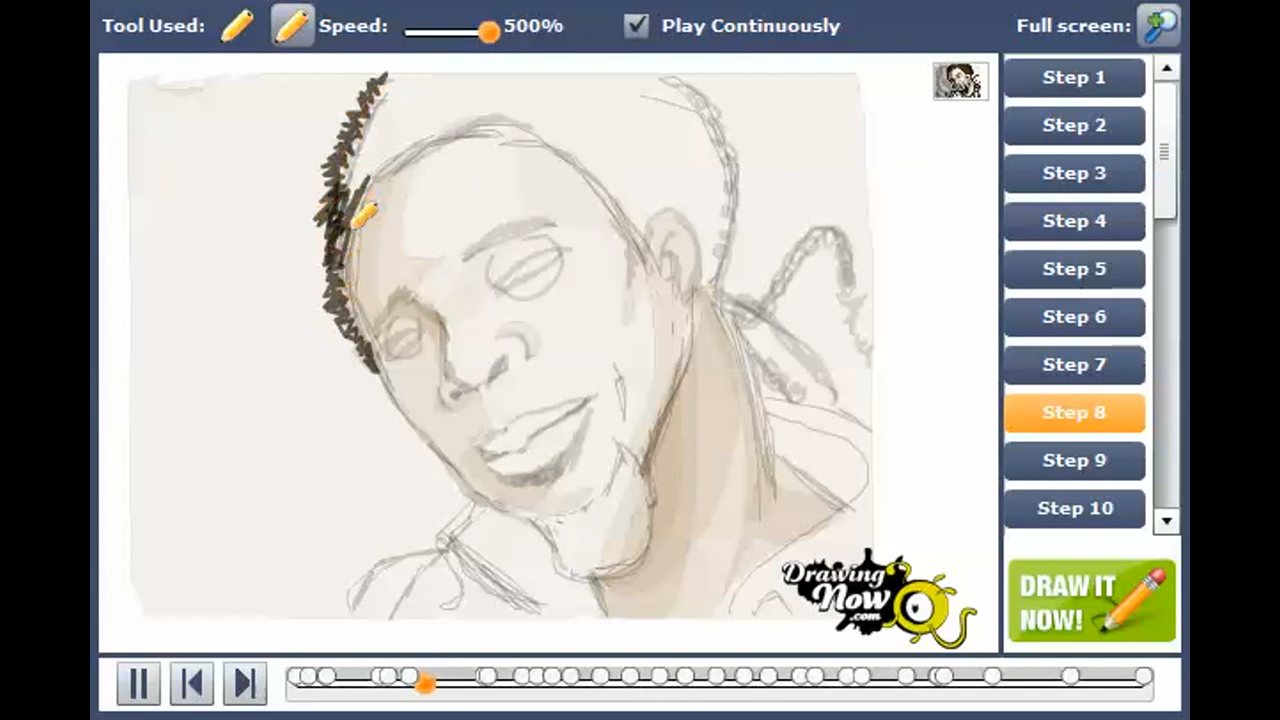 Tool Used:
Speed:
500%
Play Continuously
Full screen:
Step 1
Step 2
Step 3
Step 4
Step 5
Step 6
Step 7
Step 8
Step 9
Step 10
Drawing
Now
.com
DRAW IT
NOW!